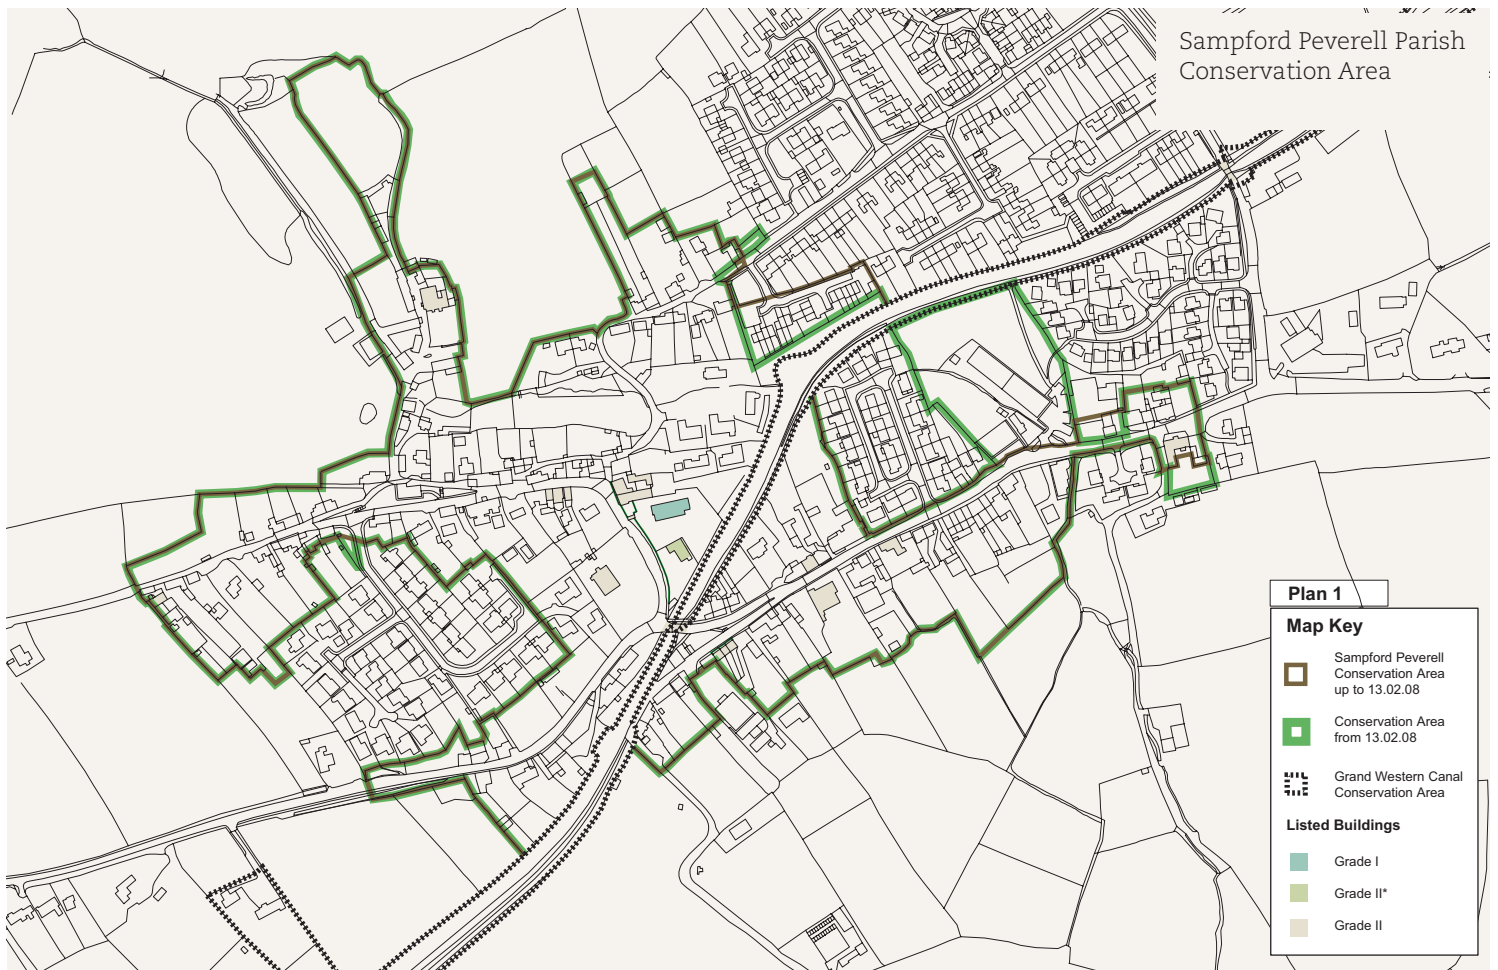 Sampford Peverell Parish
Conservation Area
Plan 1
Map Key
Sampford Peverell
Conservation Area
up to 13.02.08
Conservation Area
from 13.02.08
Grand Western Canal
Conservation Area
Listed Buildings
Grade I
Grade II*
Grade II